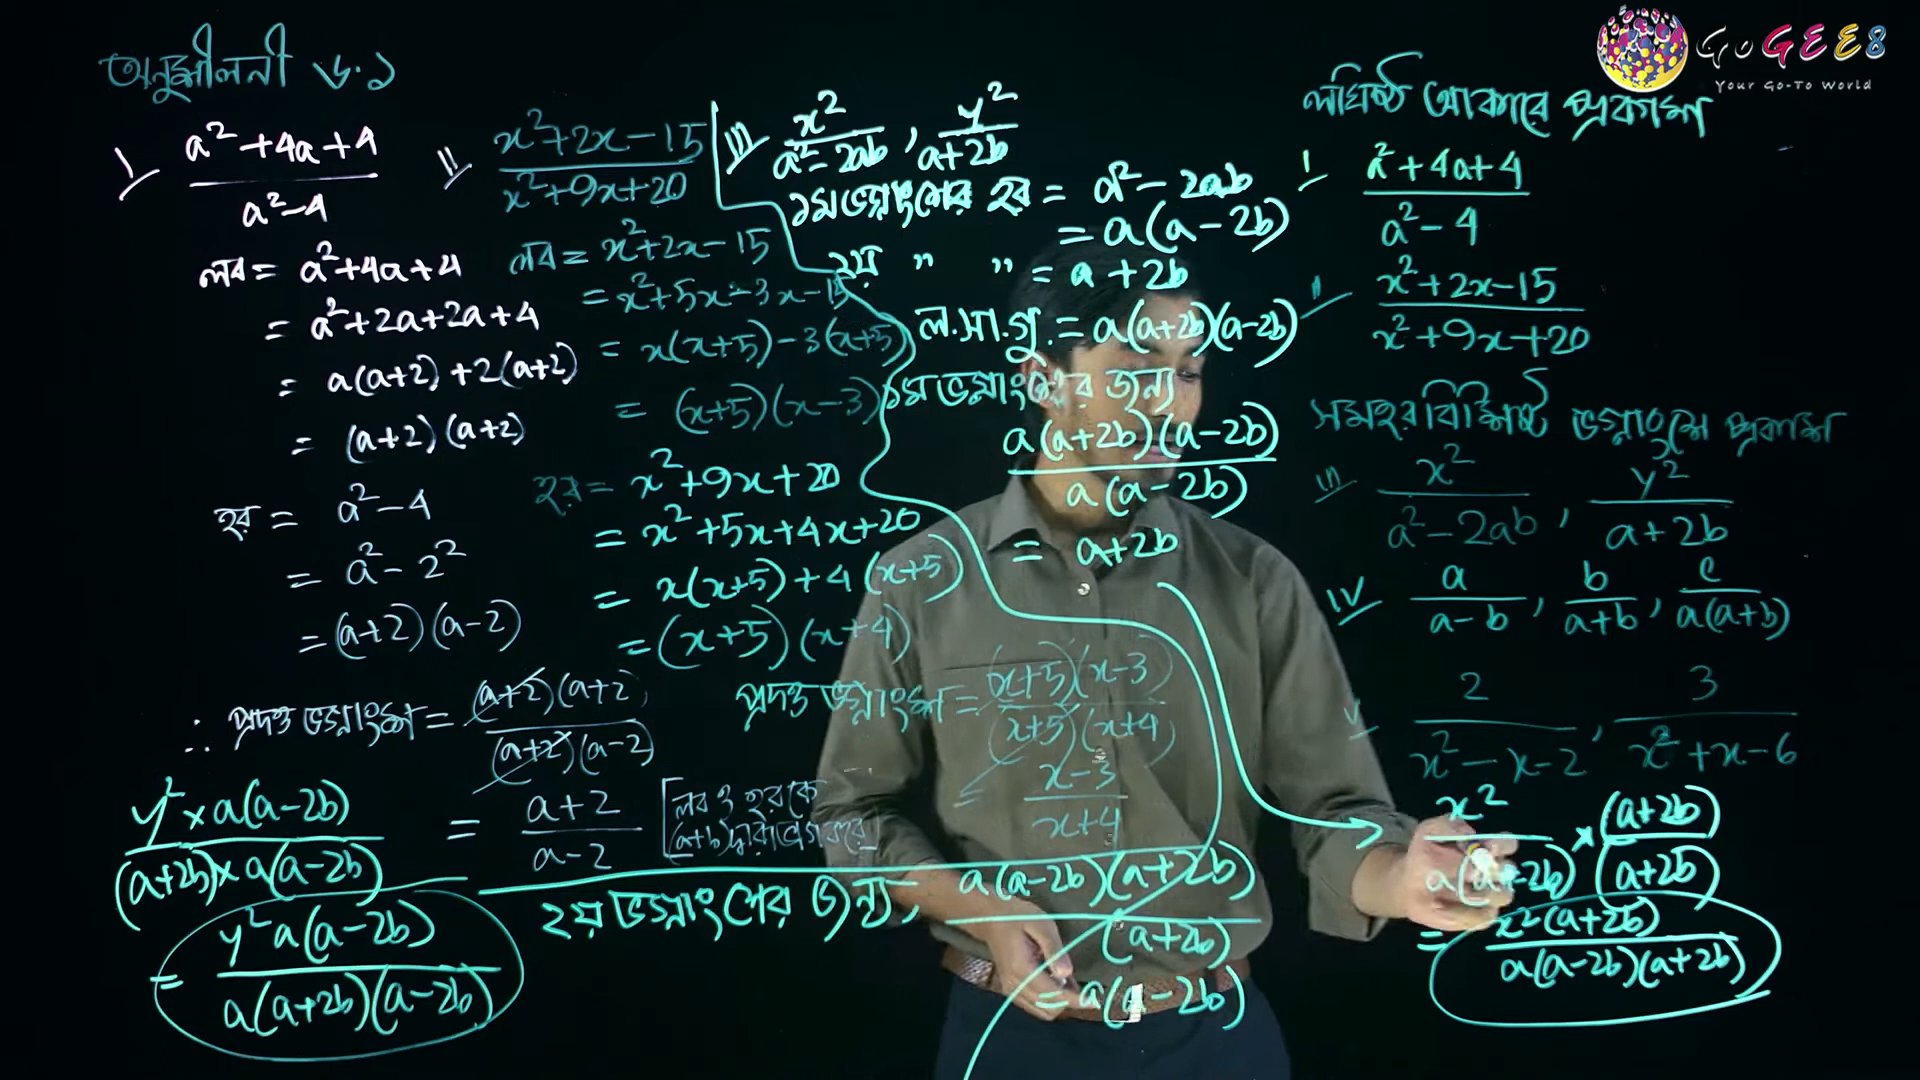 অনুশীলনী ৬.১
I. a²+4a+4 / a²-4
লব = a²+4a+4
= a²+2a+2a+4
= a(a+2)+2(a+2)
= (a+2)(a+2)
হর = a²-4
= a²-2²
= (a+2)(a-2)
∴ প্রদত্ত ভগ্নাংশ = (a+2)(a+2) / (a+2)(a-2)
= a+2 / a-2
[লব ও হরকে
(a+b) দ্বারা ভাগ করে]
II. x²+2x-15 / x²+9x+20
লব = x²+2x-15
= x²+5x-3x-15
= x(x+5)-3(x+5)
= (x+5)(x-3)
হর = x²+9x+20
= x²+5x+4x+20
= x(x+5)+4(x+5)
= (x+5)(x+4)
প্রদত্ত ভগ্নাংশ = (x+5)(x-3) / (x+5)(x+4)
= x-3 / x+4
III. x² / a²-2ab , y² / a+2b
১ম ভগ্নাংশের হর = a²-2ab
= a(a-2b)
২য় " " = a+2b
ল.সা.গু. = a(a+2b)(a-2b)
১ম ভগ্নাংশের জন্য
a(a+2b)(a-2b) / a(a-2b)
= a+2b
x² / a(a-2b) × (a+2b) / (a+2b)
= x²(a+2b) / a(a-2b)(a+2b)
২য় ভগ্নাংশের জন্য, a(a-2b)(a+2b) / (a+2b)
= a(a-2b)
y²×a(a-2b) / (a+2b)×a(a-2b)
= y²a(a-2b) / a(a+2b)(a-2b)
GoGEE8
Your Go-To World
লঘিষ্ঠ আকারে প্রকাশ
I a²+4a+4 / a²-4
II x²+2x-15 / x²+9x+20
সমহরবিশিষ্ট ভগ্নাংশে প্রকাশ
III x² / a²-2ab , y² / a+2b
IV a / a-b , b / a+b , c / a(a+b)
V 2 / x²-x-2 , 3 / x²+x-6